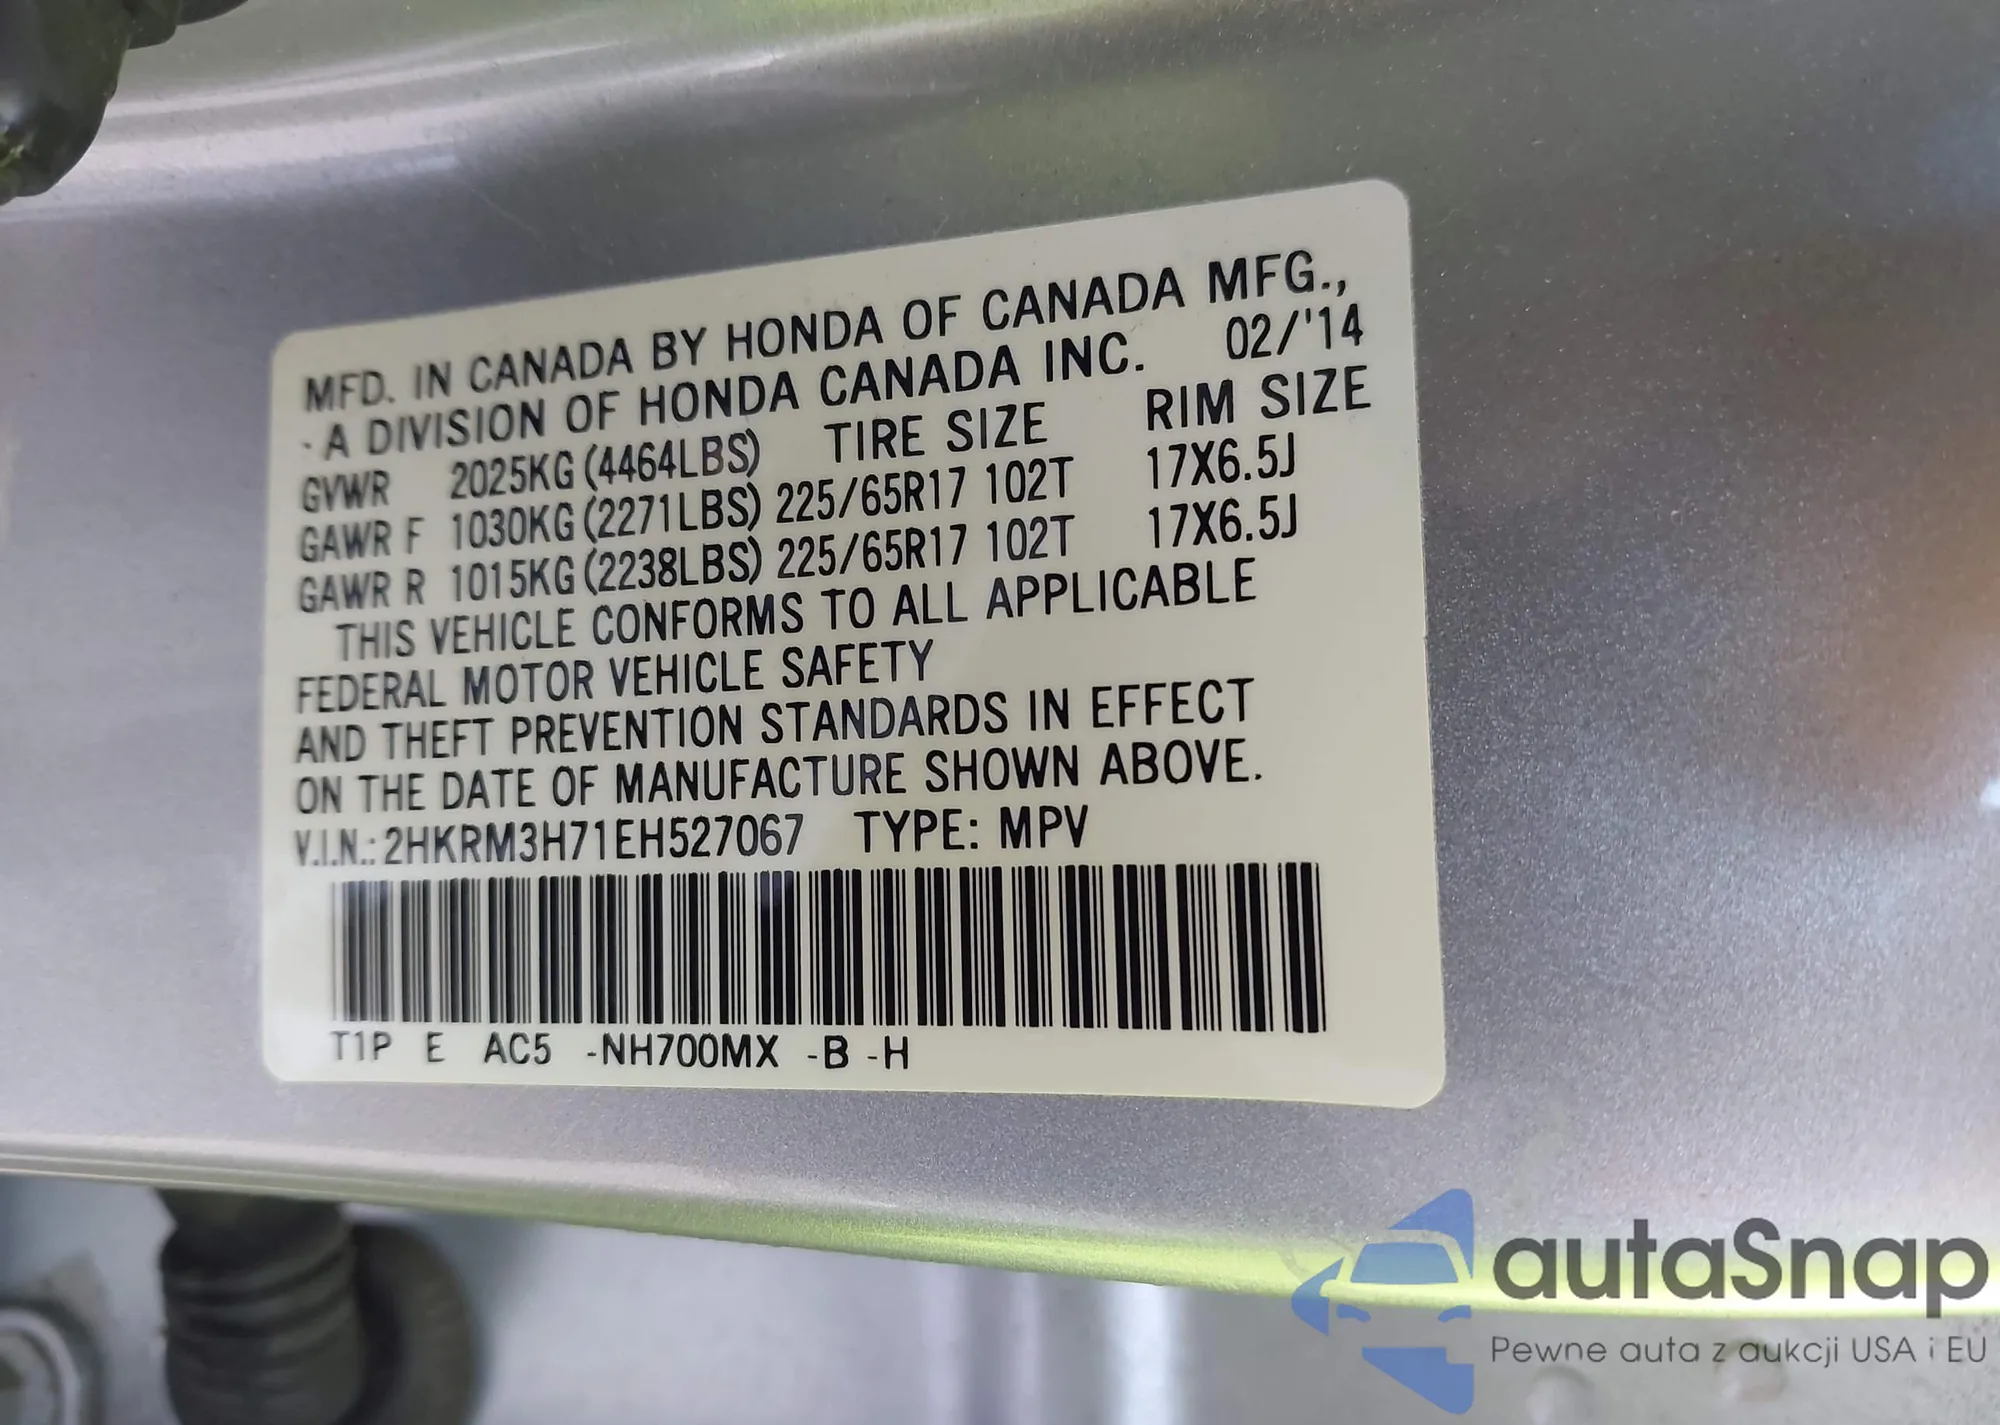 MFD. IN CANADA BY HONDA OF CANADA MFG.,
- A DIVISION OF HONDA CANADA INC. 02/'14
GVWR 2025KG (4464LBS) TIRE SIZE RIM SIZE
GAWR F 1030KG (2271LBS) 225/65R17 102T 17X6.5J
GAWR R 1015KG (2238LBS) 225/65R17 102T 17X6.5J
THIS VEHICLE CONFORMS TO ALL APPLICABLE
FEDERAL MOTOR VEHICLE SAFETY
AND THEFT PREVENTION STANDARDS IN EFFECT
ON THE DATE OF MANUFACTURE SHOWN ABOVE.
V.I.N.: 2HKRM3H71EH527067 TYPE: MPV
T1P E AC5 -NH700MX -B -H
autaSnap
Pewne auta z aukcji USA i EU